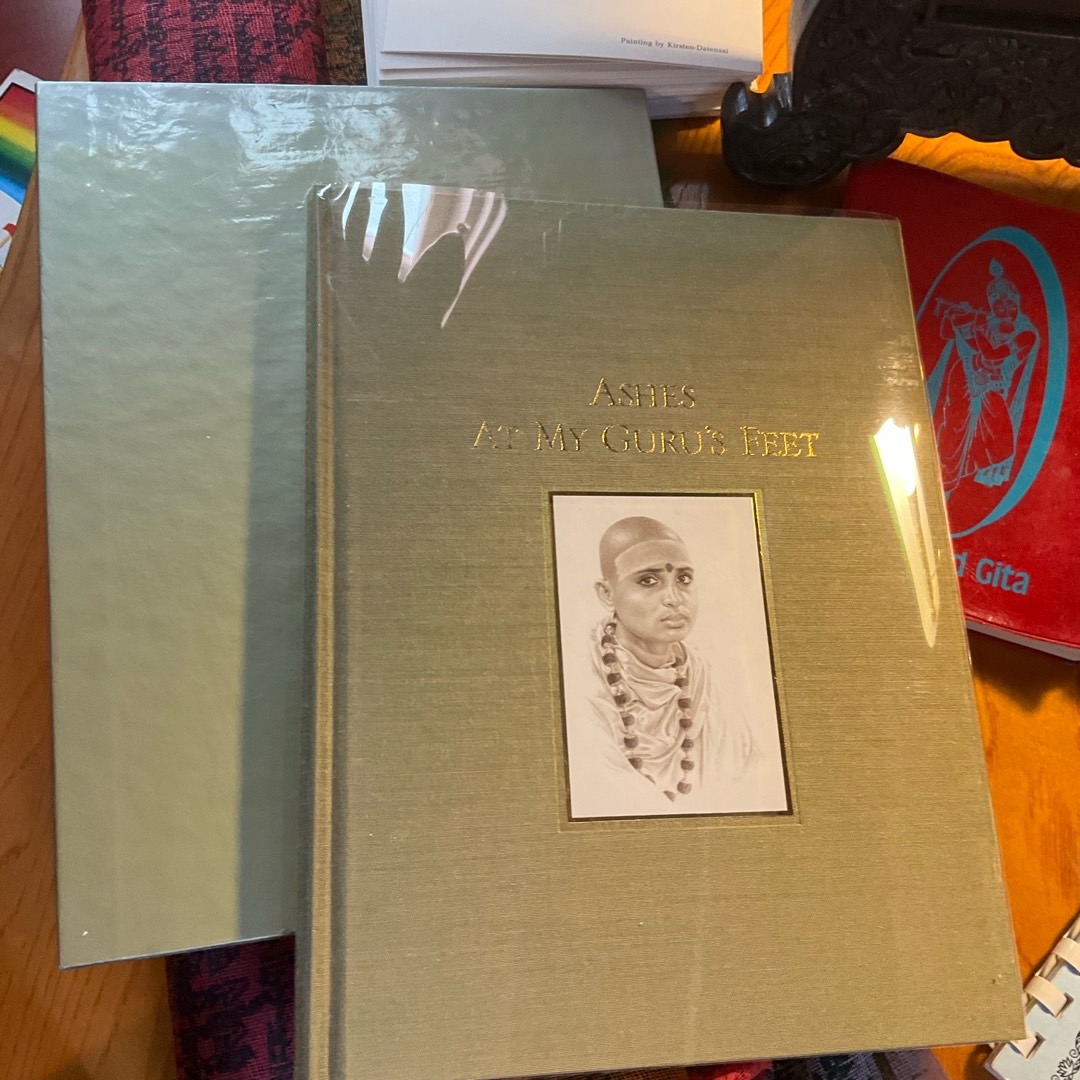 Painting by Kirsten-Daiensai
ASHES
AT MY GURU'S FEET
d Gita